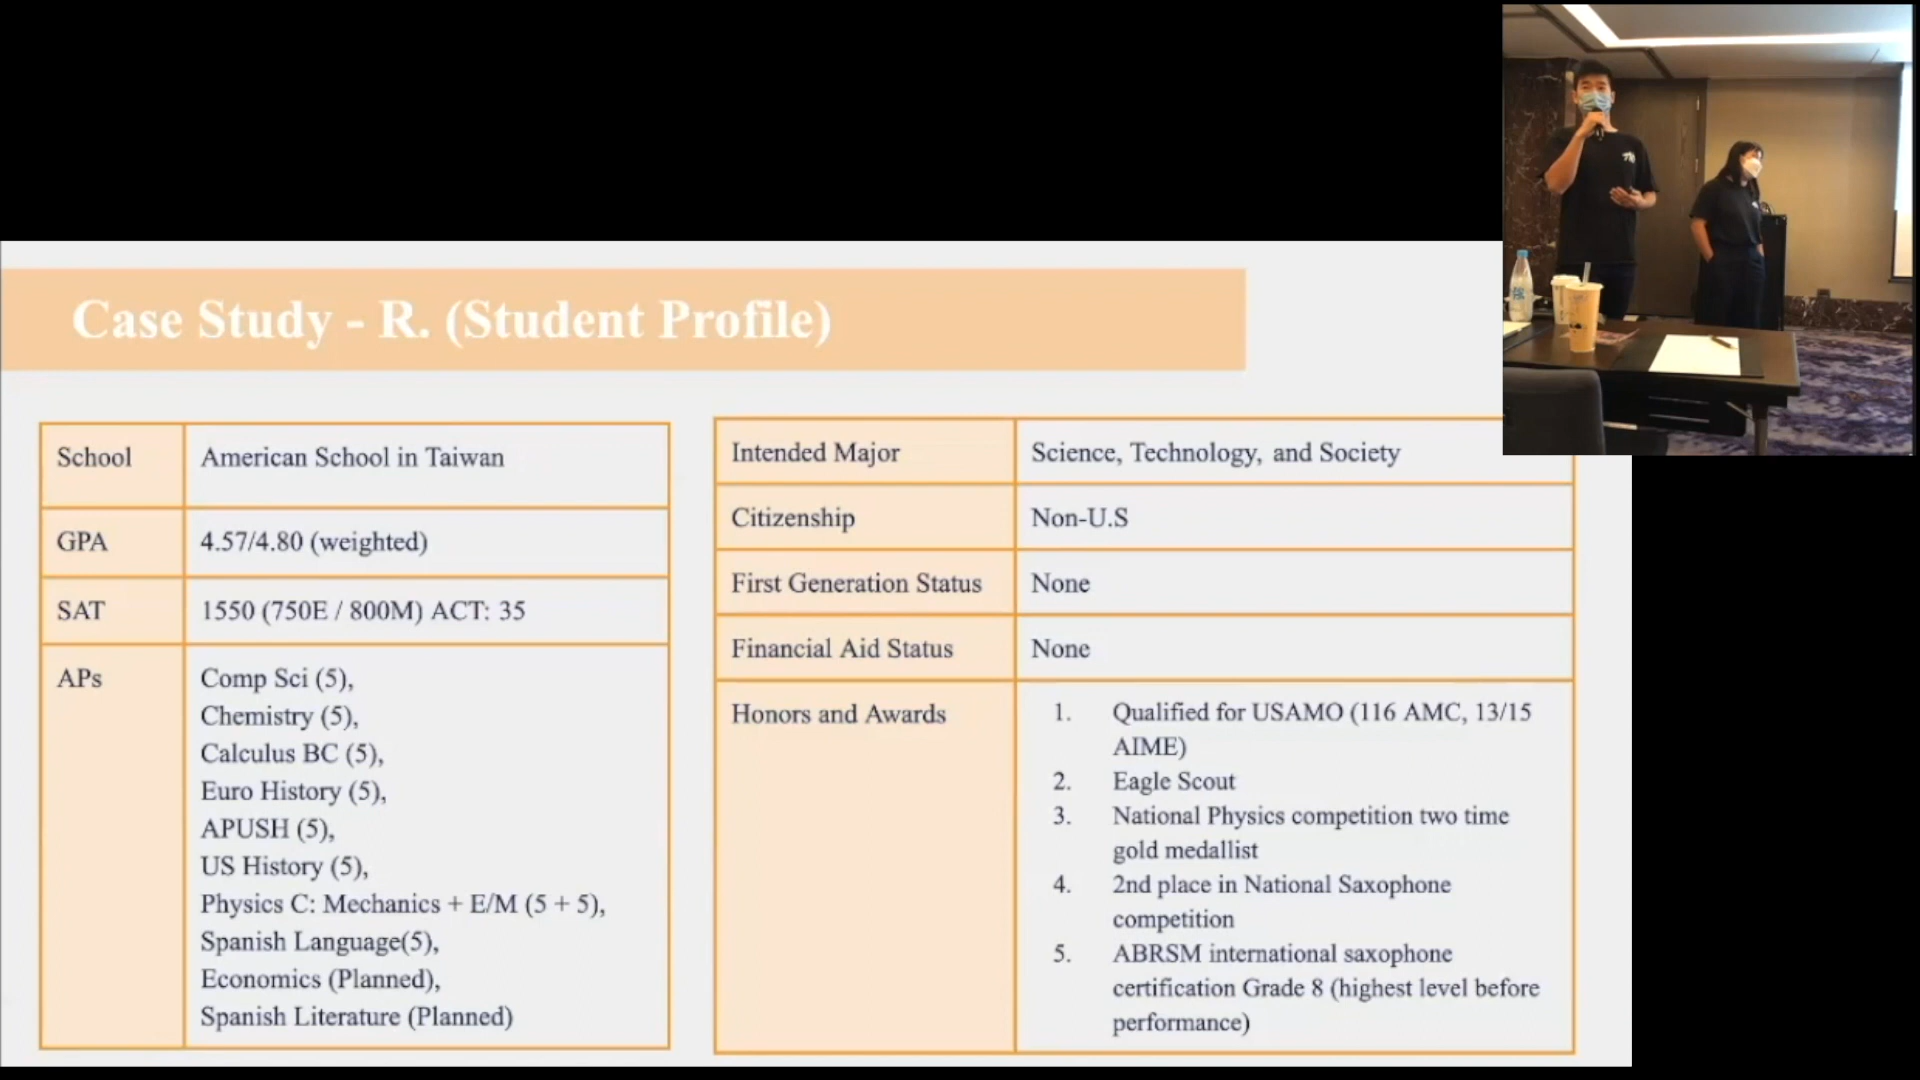 Case Study - R. (Student Profile)
School
American School in Taiwan
GPA
4.57/4.80 (weighted)
SAT
1550 (750E / 800M) ACT: 35
APs
Comp Sci (5),
Chemistry (5),
Calculus BC (5),
Euro History (5),
APUSH (5),
US History (5),
Physics C: Mechanics + E/M (5 + 5),
Spanish Language(5),
Economics (Planned),
Spanish Literature (Planned)
Intended Major
Science, Technology, and Society
Citizenship
Non-U.S
First Generation Status
None
Financial Aid Status
None
Honors and Awards
1. Qualified for USAMO (116 AMC, 13/15
AIME)
2. Eagle Scout
3. National Physics competition two time
gold medallist
4. 2nd place in National Saxophone
competition
5. ABRSM international saxophone
certification Grade 8 (highest level before
performance)